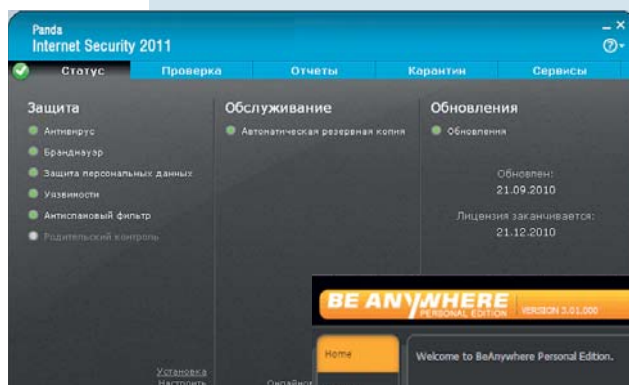 Panda
Internet Security 2011
Статус
Проверка
Отчеты
Карантин
Сервисы
Защита
Антивирус
Брандмауэр
Защита персональных данных
Уязвимости
Антиспамовый фильтр
Родительский контроль
Установка
Настроить
Обслуживание
Автоматическая резервная копия
Обновления
Обновления
Обновлен:
21.09.2010
Лицензия заканчивается:
21.12.2010
BE ANYWHERE
PERSONAL EDITION
VERSION 3.01.000
Home
Welcome to BeAnywhere Personal Edition.